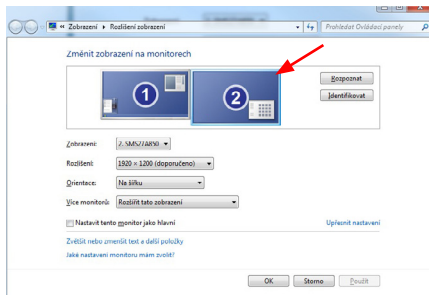 « Zobrazení ▸ Rozlišení zobrazení
Prohledat Ovládací panely
Změnit zobrazení na monitorech
1
2
Rozpoznat
Identifikovat
Zobrazení: 2. SMS27A850
Rozlišení: 1920 × 1200 (doporučeno)
Orientace: Na šířku
Více monitorů: Rozšířit tato zobrazení
Nastavit tento monitor jako hlavní
Upřesnit nastavení
Zvětšit nebo zmenšit text a další položky
Jaké nastavení monitoru mám zvolit?
OK Storno Použít